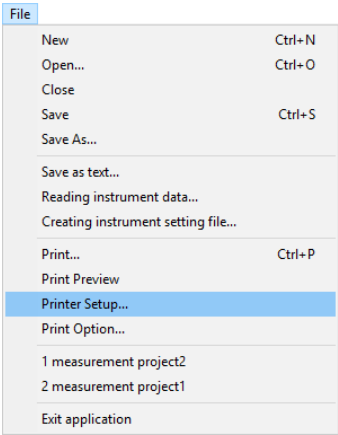 File
New Ctrl+N
Open... Ctrl+O
Close
Save Ctrl+S
Save As...
Save as text...
Reading instrument data...
Creating instrument setting file...
Print... Ctrl+P
Print Preview
Printer Setup...
Print Option...
1 measurement project2
2 measurement project1
Exit application